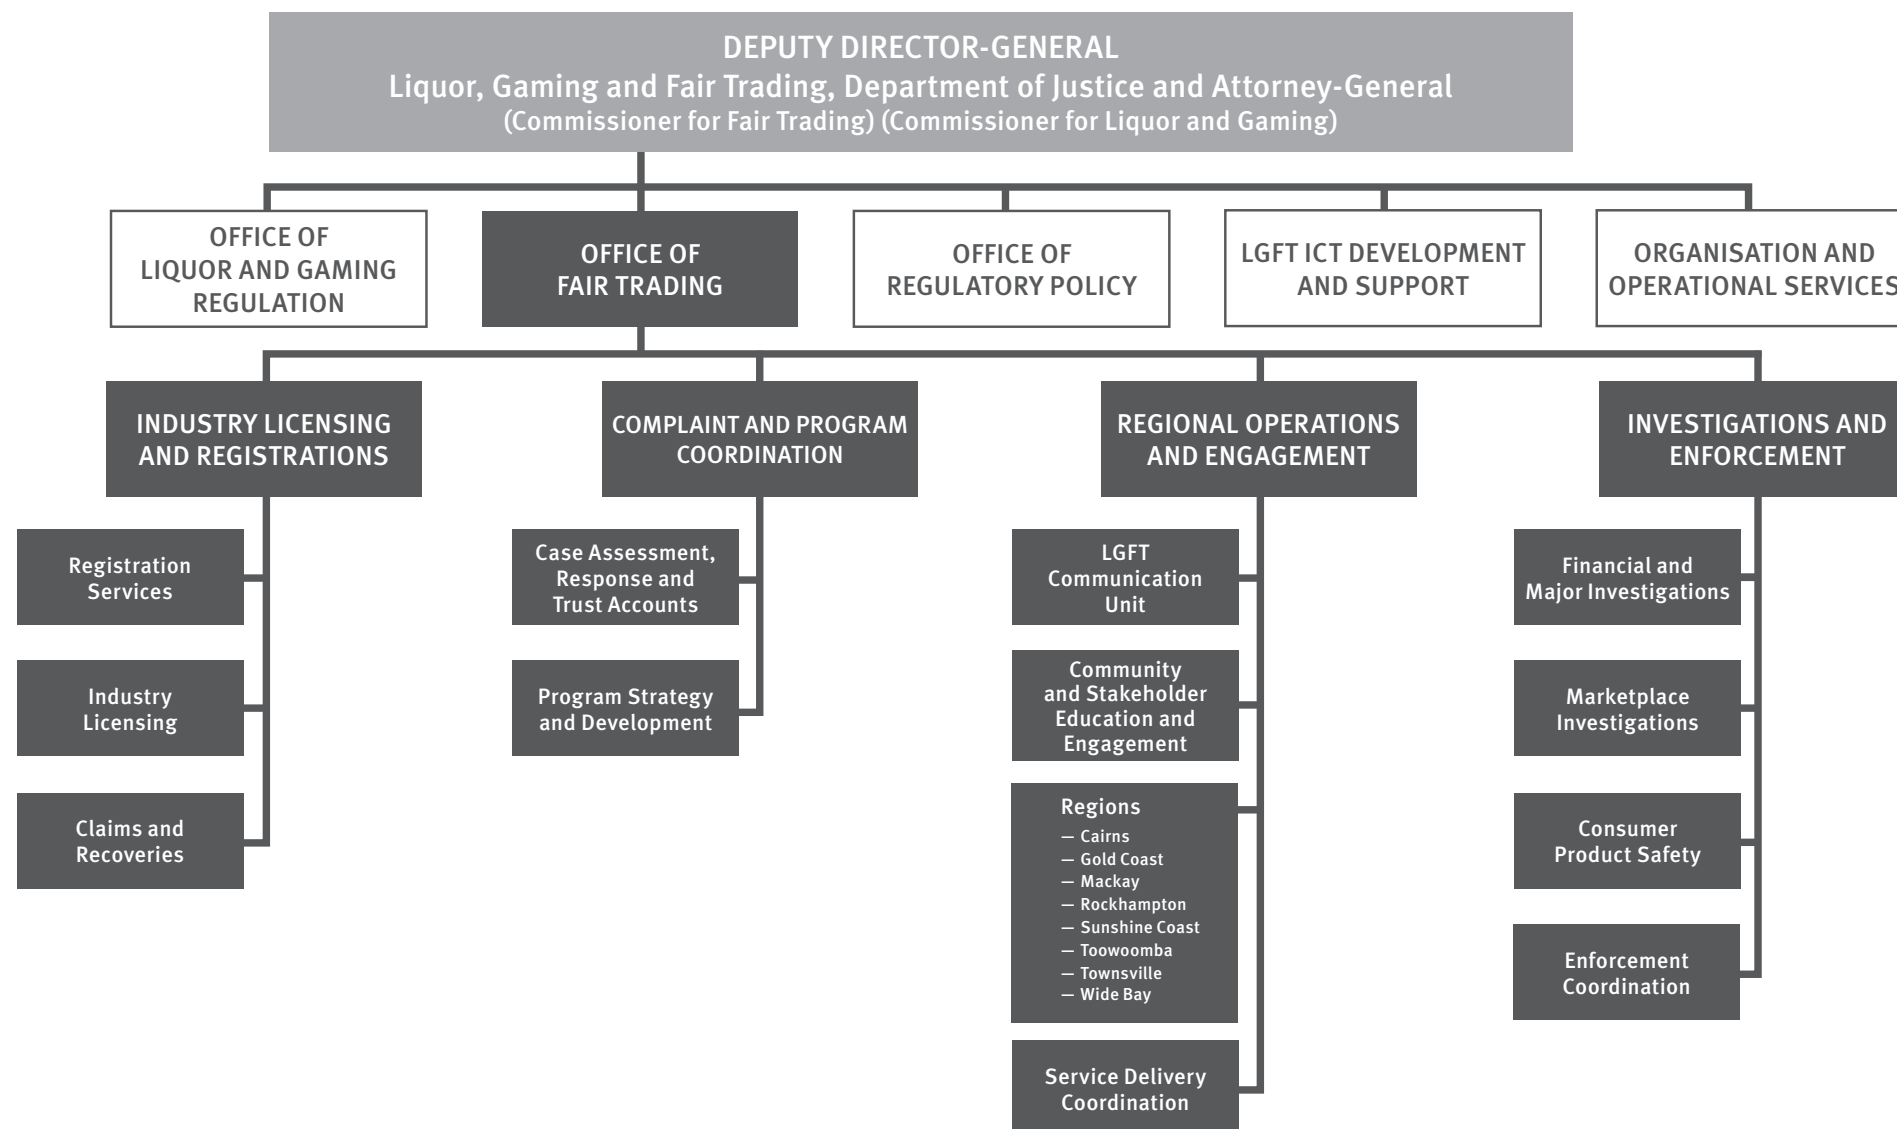 DEPUTY DIRECTOR-GENERAL
Liquor, Gaming and Fair Trading, Department of Justice and Attorney-General
(Commissioner for Fair Trading) (Commissioner for Liquor and Gaming)
OFFICE OF
LIQUOR AND GAMING
REGULATION
OFFICE OF
FAIR TRADING
OFFICE OF
REGULATORY POLICY
LGFT ICT DEVELOPMENT
AND SUPPORT
ORGANISATION AND
OPERATIONAL SERVICES
INDUSTRY LICENSING
AND REGISTRATIONS
COMPLAINT AND PROGRAM
COORDINATION
REGIONAL OPERATIONS
AND ENGAGEMENT
INVESTIGATIONS AND
ENFORCEMENT
Registration
Services
Industry
Licensing
Claims and
Recoveries
Case Assessment,
Response and
Trust Accounts
Program Strategy
and Development
LGFT
Communication
Unit
Community
and Stakeholder
Education and
Engagement
Regions
— Cairns
— Gold Coast
— Mackay
— Rockhampton
— Sunshine Coast
— Toowoomba
— Townsville
— Wide Bay
Service Delivery
Coordination
Financial and
Major Investigations
Marketplace
Investigations
Consumer
Product Safety
Enforcement
Coordination